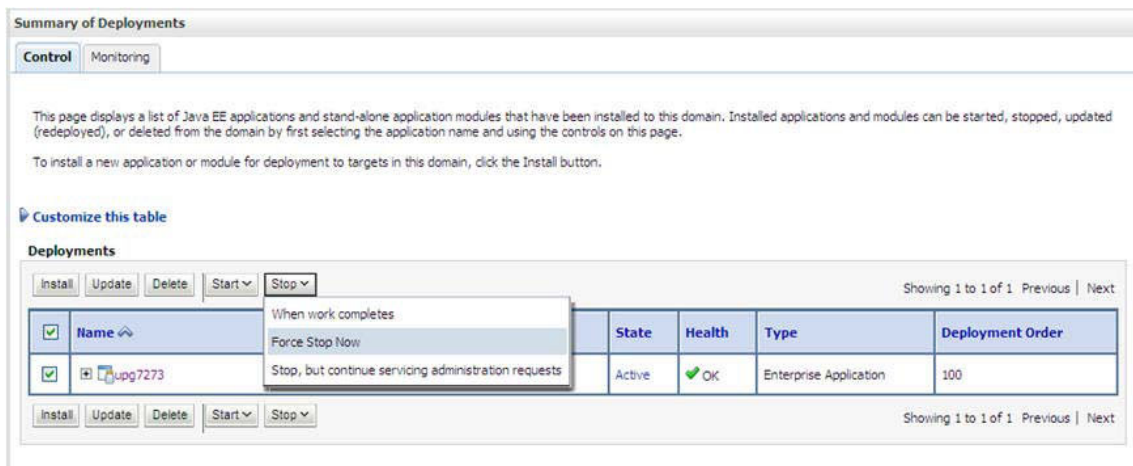 Summary of Deployments
Control Monitoring
This page displays a list of Java EE applications and stand-alone application modules that have been installed to this domain. Installed applications and modules can be started, stopped, updated
(redeployed), or deleted from the domain by first selecting the application name and using the controls on this page.
To install a new application or module for deployment to targets in this domain, click the Install button.
Customize this table
Deployments
Install Update Delete Start Stop Showing 1 to 1 of 1 Previous | Next
When work completes
Name State Health Type Deployment Order
Force Stop Now
upg7273 Active OK Enterprise Application 100
Stop, but continue servicing administration requests
Install Update Delete Start Stop Showing 1 to 1 of 1 Previous | Next